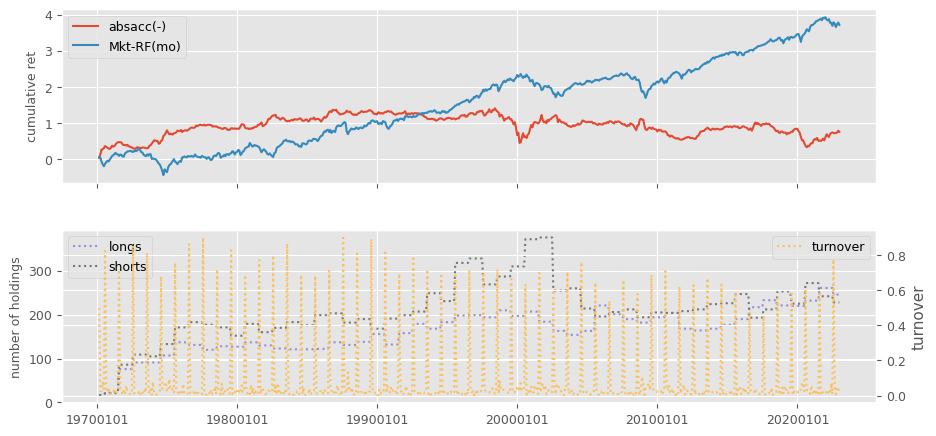 4
3
2
1
0
cumulative ret
absacc(-)
Mkt-RF(mo)
300
200
100
0
number of holdings
longs
shorts
turnover
0.8
0.6
0.4
0.2
0.0
turnover
19700101
19800101
19900101
20000101
20100101
20200101